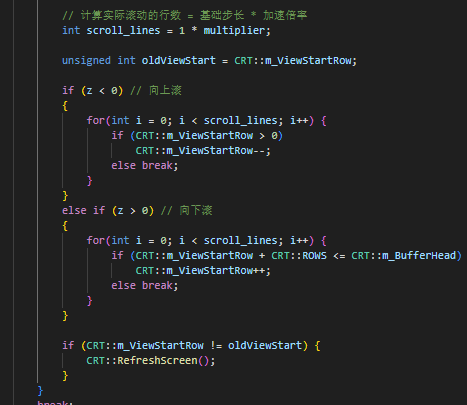 // 计算实际滚动的行数 = 基础步长 * 加速倍率
int scroll_lines = 1 * multiplier;
unsigned int oldViewStart = CRT::m_ViewStartRow;
if (z < 0) // 向上滚
{
for(int i = 0; i < scroll_lines; i++) {
if (CRT::m_ViewStartRow > 0)
CRT::m_ViewStartRow--;
else break;
}
}
else if (z > 0) // 向下滚
{
for(int i = 0; i < scroll_lines; i++) {
if (CRT::m_ViewStartRow + CRT::ROWS <= CRT::m_BufferHead)
CRT::m_ViewStartRow++;
else break;
}
}
if (CRT::m_ViewStartRow != oldViewStart) {
CRT::RefreshScreen();
}
}
break;